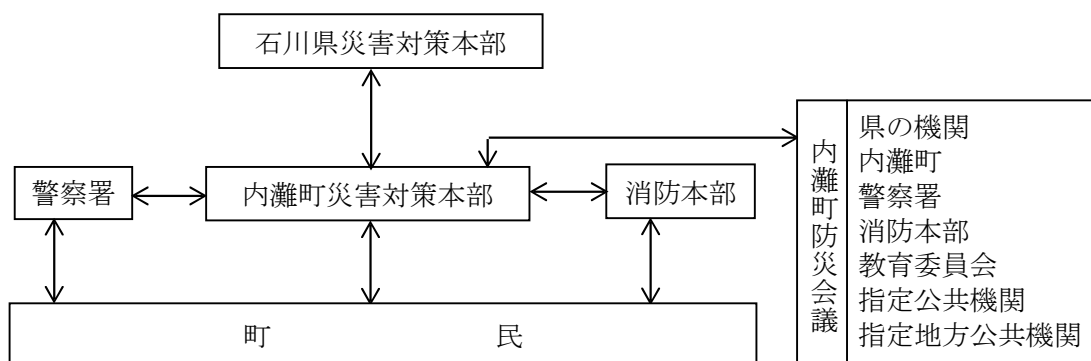 石川県災害対策本部
警察署
内灘町災害対策本部
消防本部
町 民
内灘町防災会議
県の機関
内灘町
警察署
消防本部
教育委員会
指定公共機関
指定地方公共機関